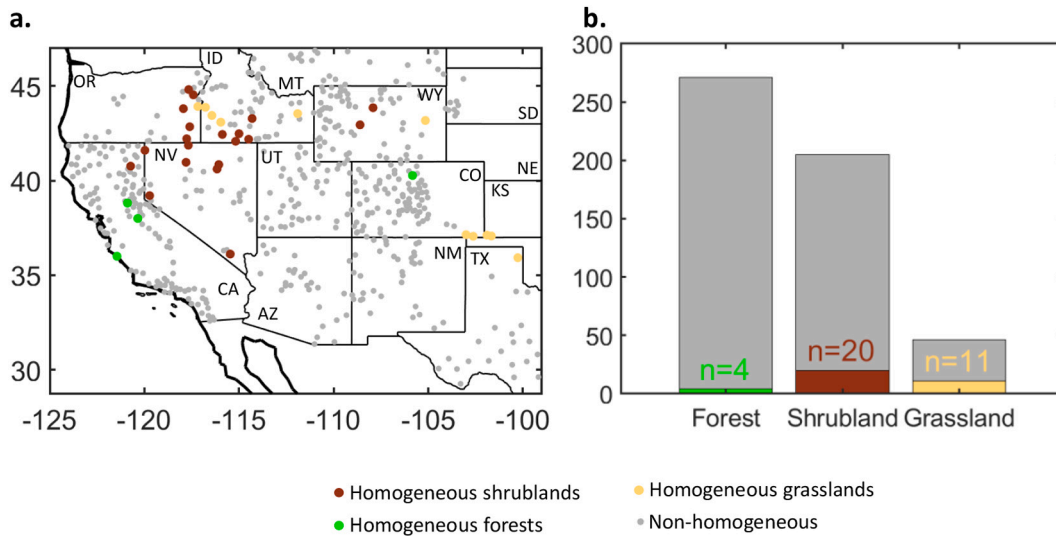 a.
b.
OR
ID
MT
WY
SD
NV
UT
CO
NE
KS
NM
TX
CA
AZ
45
40
35
30
-125
-120
-115
-110
-105
-100
300
250
200
150
100
50
0
n=4
n=20
n=11
Forest
Shrubland
Grassland
Homogeneous shrublands
Homogeneous grasslands
Homogeneous forests
Non-homogeneous